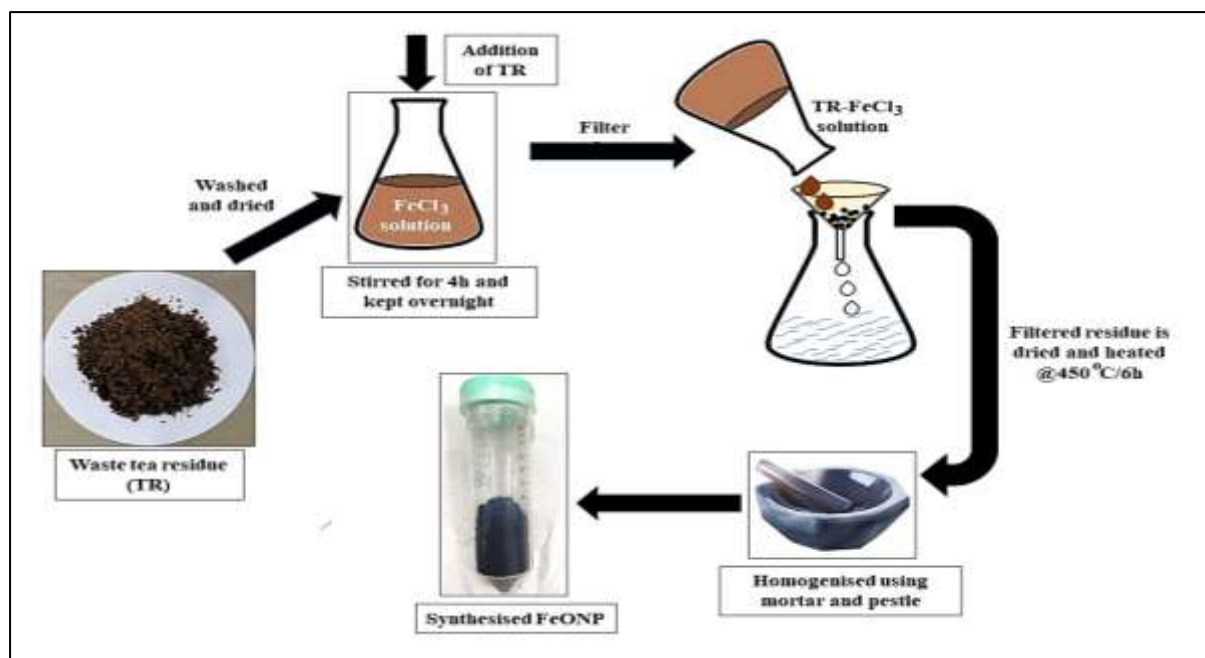 Addition
of TR
Washed
and dried
FeCl₃
solution
Stirred for 4h and
kept overnight
Filter
TR-FeCl₃
solution
Filtered residue is
dried and heated
@450°C/6h
Waste tea residue
(TR)
Homogenised using
mortar and pestle
Synthesised FeONP